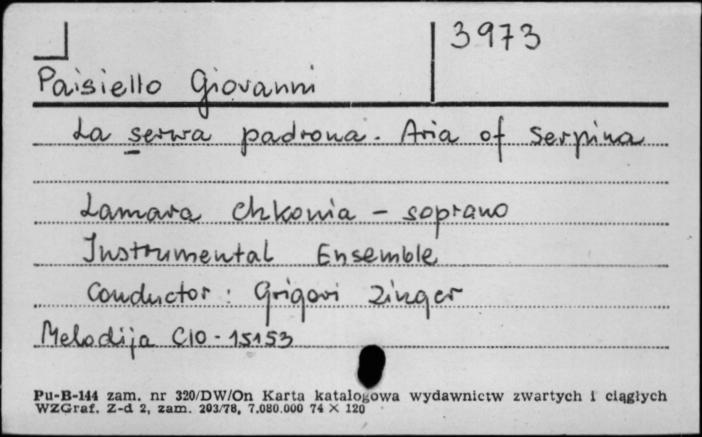 3973
Paisiello Giovanni
La serwa padrona. Aria of Serpina
Lamara Chkonia - soprano
Instrumental Ensemble
Conductor: Grigori Zinger
Melodija C10-15153
Pu-B-144 zam. nr 320/DW/On Karta katalogowa wydawnictw zwartych i ciągłych
WZGraf. Z-d 2, zam. 203/78, 7.080.000 74 × 120